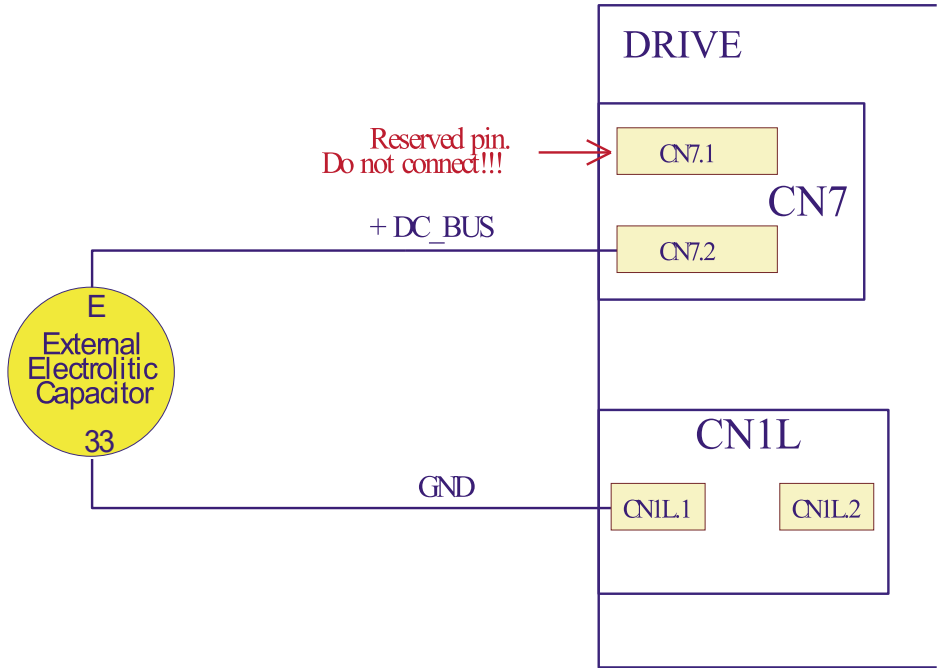 DRIVE
Reserved pin.
Do not connect!!!
CN7.1
CN7
+ DC_BUS
CN7.2
E
External
Electrolitic
Capacitor
33
CN1L
GND
CN1L.1
CN1L.2